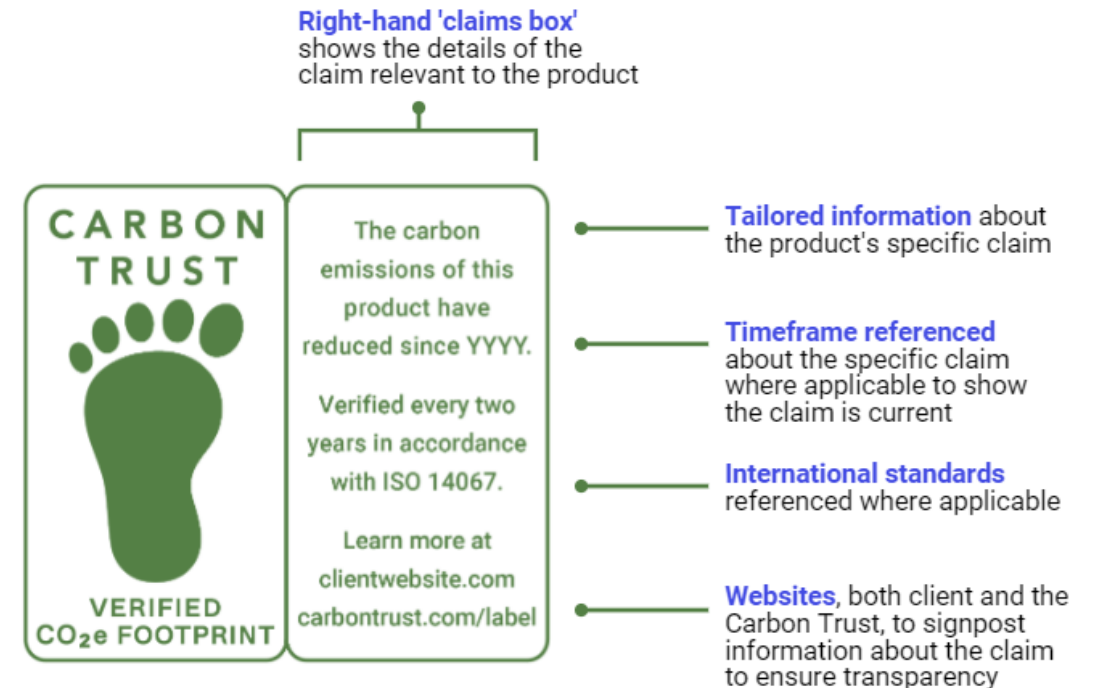 Right-hand 'claims box'
shows the details of the
claim relevant to the product
CARBON
TRUST
VERIFIED
CO₂e FOOTPRINT
The carbon
emissions of this
product have
reduced since YYYY.
Verified every two
years in accordance
with ISO 14067.
Learn more at
clientwebsite.com
carbontrust.com/label
Tailored information about
the product's specific claim
Timeframe referenced
about the specific claim
where applicable to show
the claim is current
International standards
referenced where applicable
Websites, both client and the
Carbon Trust, to signpost
information about the claim
to ensure transparency